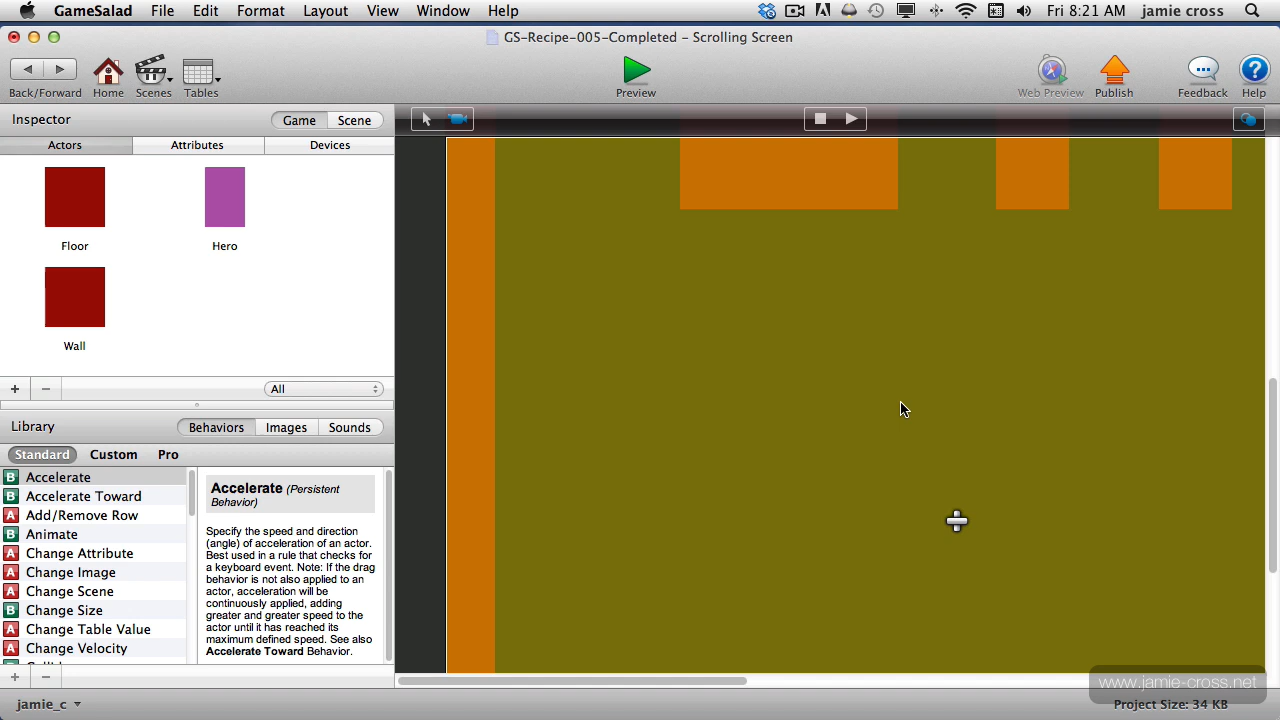 GameSalad File Edit Format Layout View Window Help Fri 8:21 AM jamie cross
GS-Recipe-005-Completed – Scrolling Screen
Back/Forward Home Scenes Tables Preview Web Preview Publish Feedback Help
Inspector Game Scene
Actors Attributes Devices
Floor Hero
Wall
All
Library Behaviors Images Sounds
Standard Custom Pro
B Accelerate
B Accelerate Toward
A Add/Remove Row
B Animate
A Change Attribute
A Change Image
A Change Scene
B Change Size
A Change Table Value
A Change Velocity
Accelerate (Persistent
Behavior)
Specify the speed and direction
(angle) of acceleration of an actor.
Best used in a rule that checks for
a keyboard event. Note: If the drag
behavior is not also applied to an
actor, acceleration will be
continuously applied, adding
greater and greater speed to the
actor until it has reached its
maximum defined speed. See also
Accelerate Toward Behavior.
www.jamie-cross.net
jamie_c Project Size: 34 KB